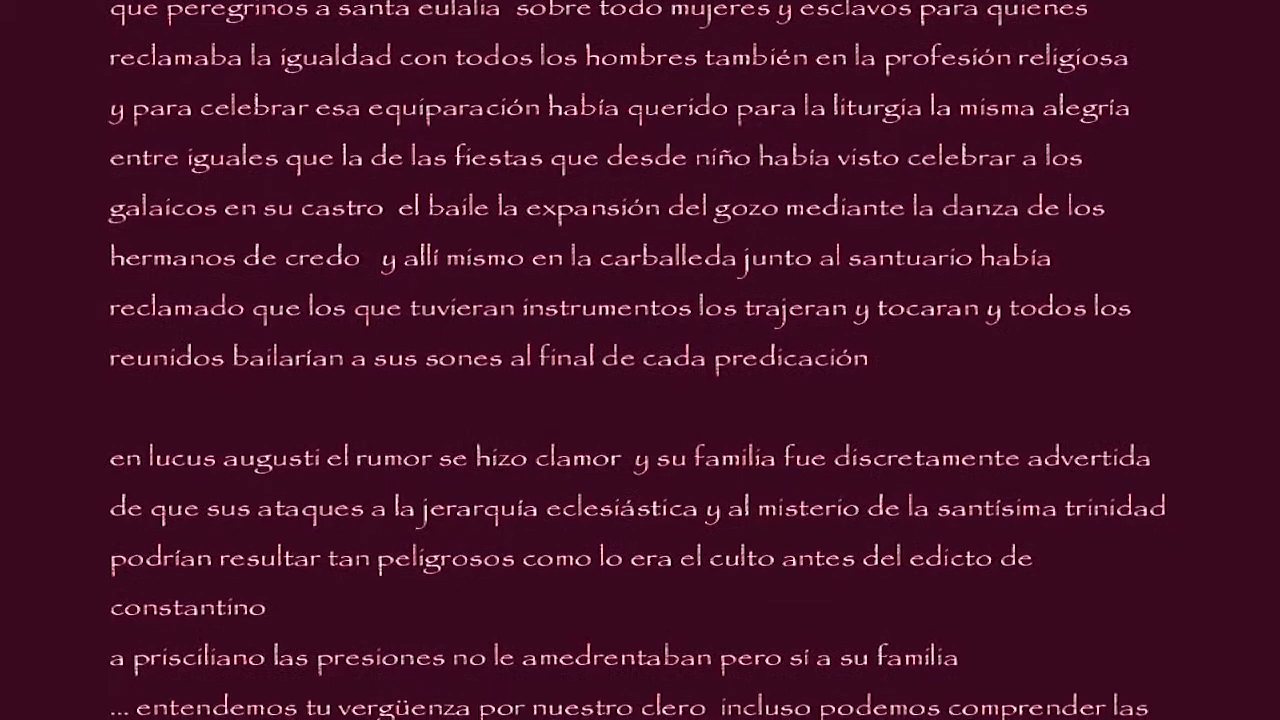 que peregrinos a santa eulalia sobre todo mujeres y esclavos para quienes
reclamaba la igualdad con todos los hombres también en la profesión religiosa
y para celebrar esa equiparación había querido para la liturgia la misma alegría
entre iguales que la de las fiestas que desde niño había visto celebrar a los
galaicos en su castro el baile la expansión del gozo mediante la danza de los
hermanos de credo y allí mismo en la carballeda junto al santuario había
reclamado que los que tuvieran instrumentos los trajeran y tocaran y todos los
reunidos bailarían a sus sones al final de cada predicación
en lucus augusti el rumor se hizo clamor y su familia fue discretamente advertida
de que sus ataques a la jerarquía eclesiástica y al misterio de la santísima trinidad
podrían resultar tan peligrosos como lo era el culto antes del edicto de
constantino
a prisciliano las presiones no le amedrentaban pero sí a su familia
... entendemos tu vergüenza por nuestro clero incluso podemos comprender las